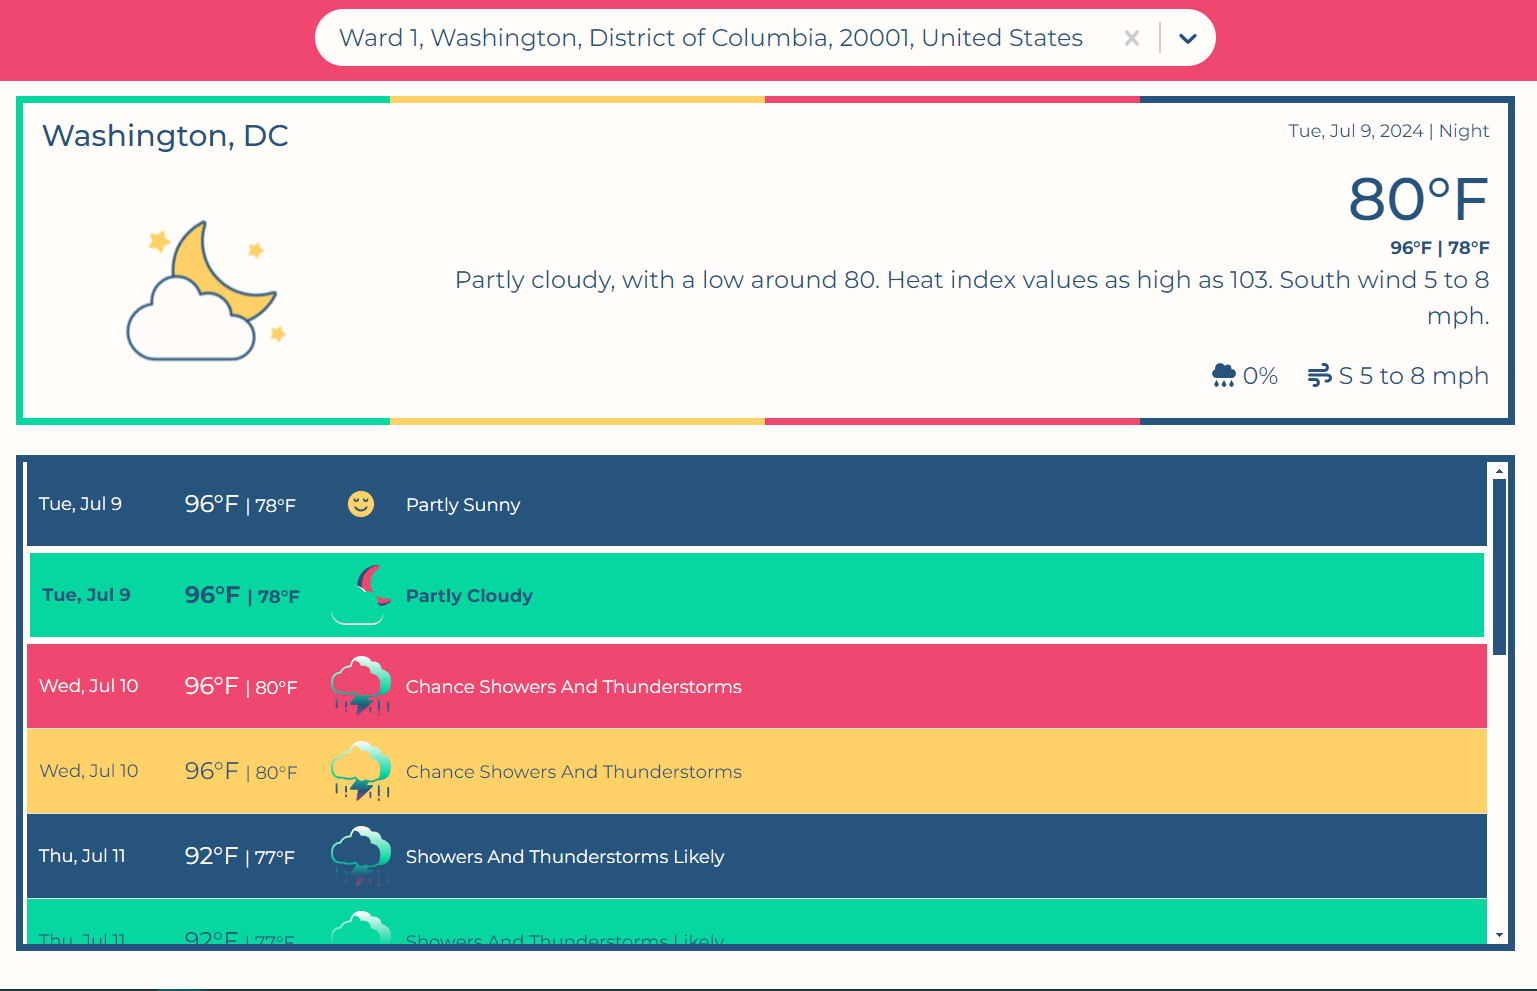 Ward 1, Washington, District of Columbia, 20001, United States
Washington, DC
Tue, Jul 9, 2024 | Night
80°F
96°F | 78°F
Partly cloudy, with a low around 80. Heat index values as high as 103. South wind 5 to 8
mph.
0% S 5 to 8 mph
Tue, Jul 9 96°F | 78°F Partly Sunny
Tue, Jul 9 96°F | 78°F Partly Cloudy
Wed, Jul 10 96°F | 80°F Chance Showers And Thunderstorms
Wed, Jul 10 96°F | 80°F Chance Showers And Thunderstorms
Thu, Jul 11 92°F | 77°F Showers And Thunderstorms Likely
Thu, Jul 11 92°F | 77°F Showers And Thunderstorms Likely